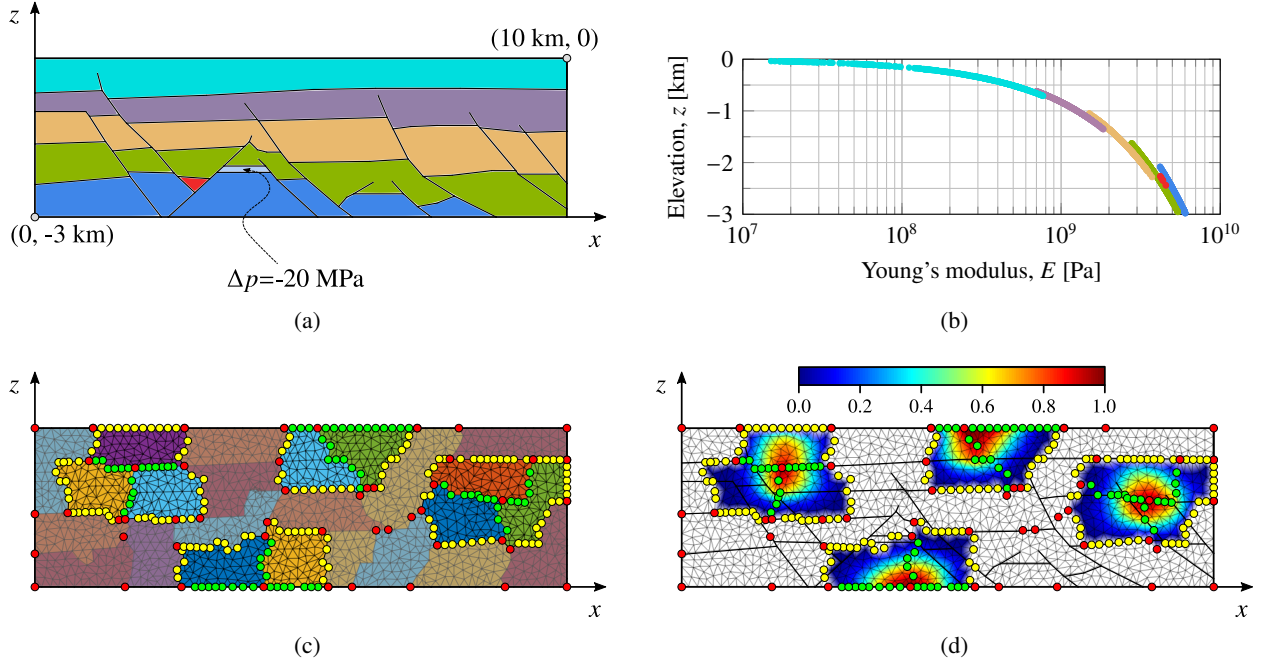 z
(10 km, 0)
(0, -3 km)
x
Δp=-20 MPa
(a)
Elevation, z [km]
0
−1
−2
−3
10⁷
10⁸
10⁹
10¹⁰
Young's modulus, E [Pa]
(b)
z
x
(c)
0.0 0.2 0.4 0.6 0.8 1.0
z
x
(d)